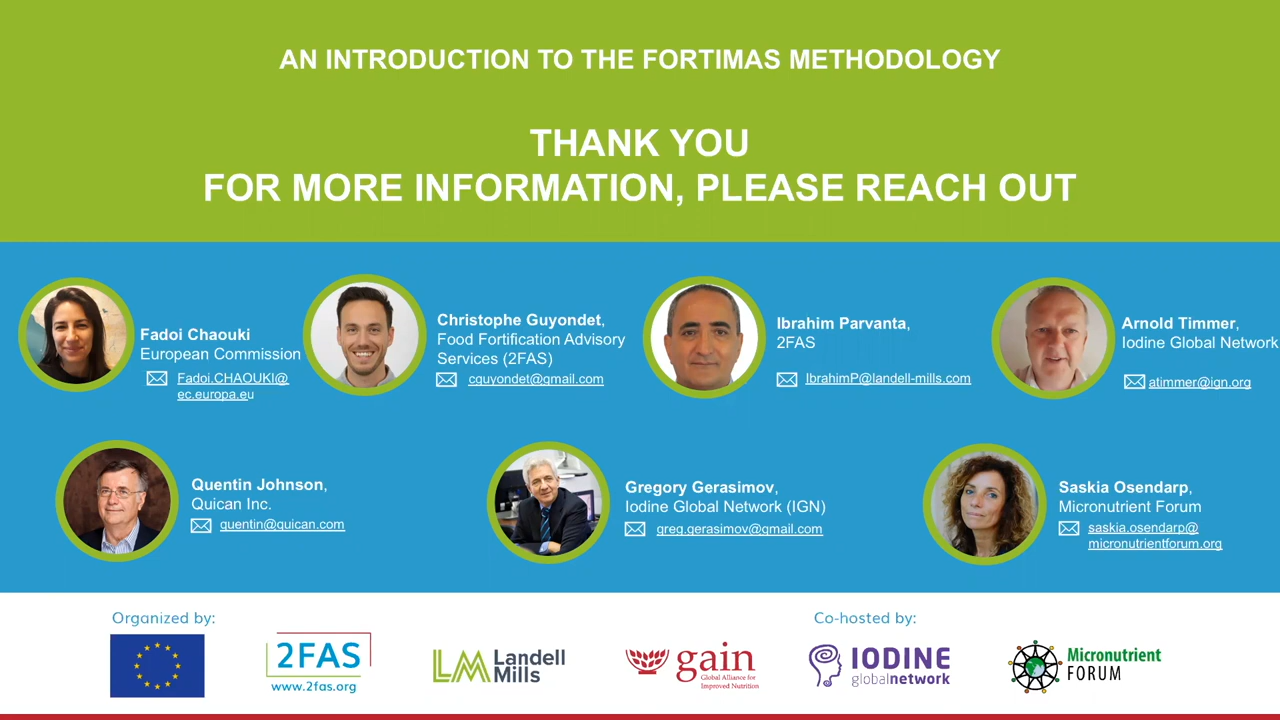 AN INTRODUCTION TO THE FORTIMAS METHODOLOGY
THANK YOU
FOR MORE INFORMATION, PLEASE REACH OUT
Fadoi Chaouki
European Commission
Fadoi.CHAOUKI@
ec.europa.eu
Christophe Guyondet,
Food Fortification Advisory
Services (2FAS)
cguyondet@gmail.com
Ibrahim Parvanta,
2FAS
IbrahimP@landell-mills.com
Arnold Timmer,
Iodine Global Network
atimmer@ign.org
Quentin Johnson,
Quican Inc.
quentin@quican.com
Gregory Gerasimov,
Iodine Global Network (IGN)
greg.gerasimov@gmail.com
Saskia Osendarp,
Micronutrient Forum
saskia.osendarp@
micronutrientforum.org
Organized by:
Co-hosted by:
2FAS
www.2fas.org
LM Landell
Mills
gain
Global Alliance for
Improved Nutrition
IODINE
globalnetwork
Micronutrient
FORUM